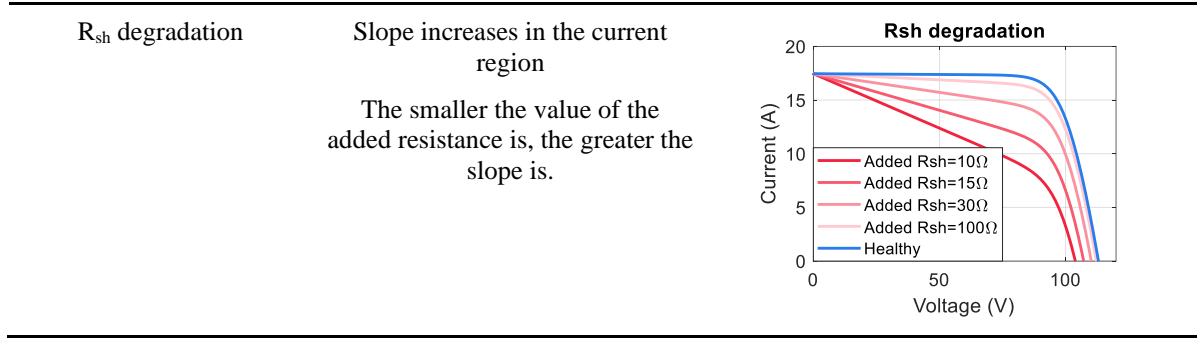 R_sh degradation
Slope increases in the current
region
The smaller the value of the
added resistance is, the greater the
slope is.
Rsh degradation
20
15
10
5
0
Current (A)
Added Rsh=10Ω
Added Rsh=15Ω
Added Rsh=30Ω
Added Rsh=100Ω
Healthy
0 50 100
Voltage (V)